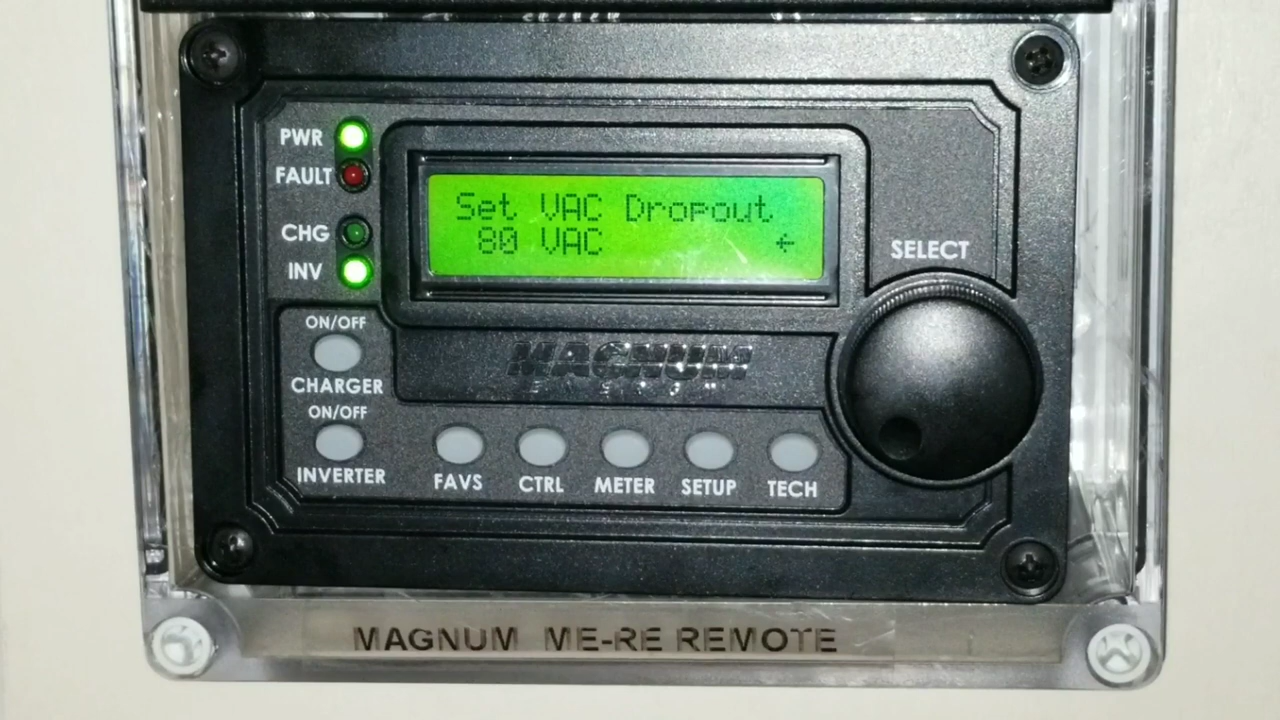 PWR
FAULT
CHG
INV
Set VAC Dropout
80 VAC ←
SELECT
ON/OFF
CHARGER
ON/OFF
INVERTER
MAGNUM
FAVS
CTRL
METER
SETUP
TECH
MAGNUM ME-RE REMOTE